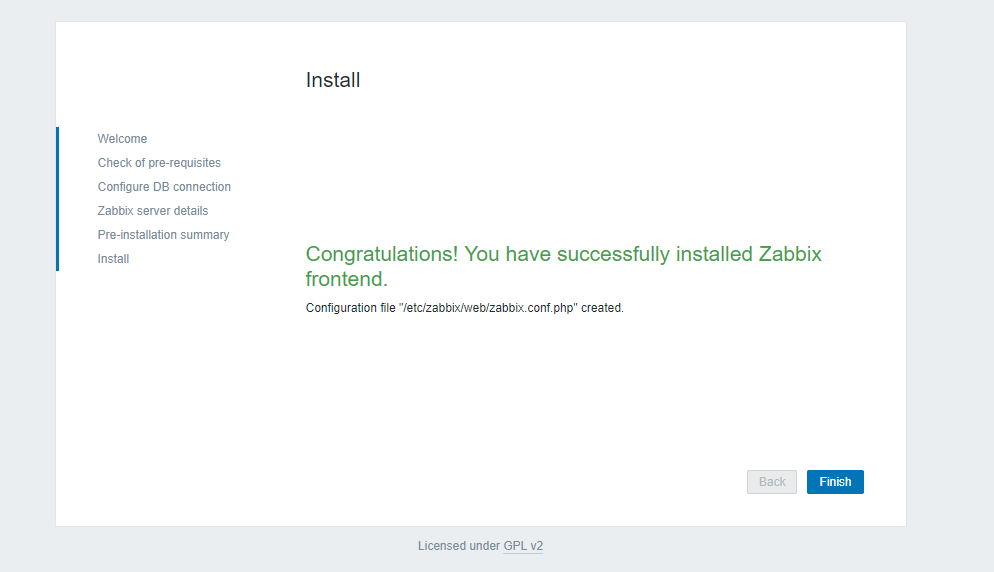 Install
Welcome
Check of pre-requisites
Configure DB connection
Zabbix server details
Pre-installation summary
Install
Congratulations! You have successfully installed Zabbix
frontend.
Configuration file "/etc/zabbix/web/zabbix.conf.php" created.
Back
Finish
Licensed under GPL v2